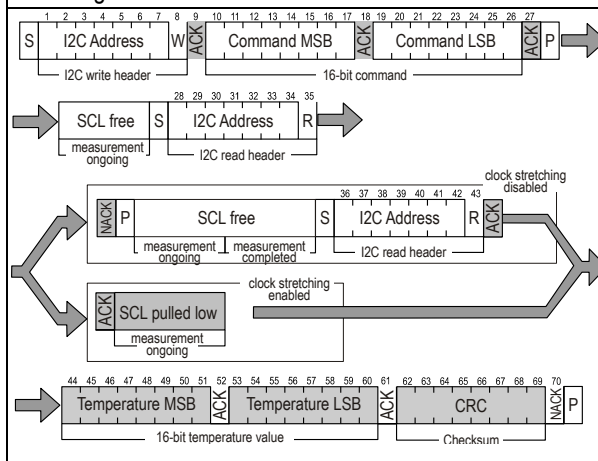 1 2 3 4 5 6 7 8 9 10 11 12 13 14 15 16 17 18 19 20 21 22 23 24 25 26 27
S I2C Address W ACK Command MSB ACK Command LSB ACK P
I2C write header 16-bit command
28 29 30 31 32 33 34 35
SCL free S I2C Address R
measurement ongoing I2C read header
clock stretching disabled
36 37 38 39 40 41 42 43
NACK P SCL free S I2C Address R ACK
measurement ongoing measurement completed I2C read header
clock stretching enabled
ACK SCL pulled low
measurement ongoing
44 45 46 47 48 49 50 51 52 53 54 55 56 57 58 59 60 61 62 63 64 65 66 67 68 69 70
Temperature MSB ACK Temperature LSB ACK CRC NACK P
16-bit temperature value Checksum